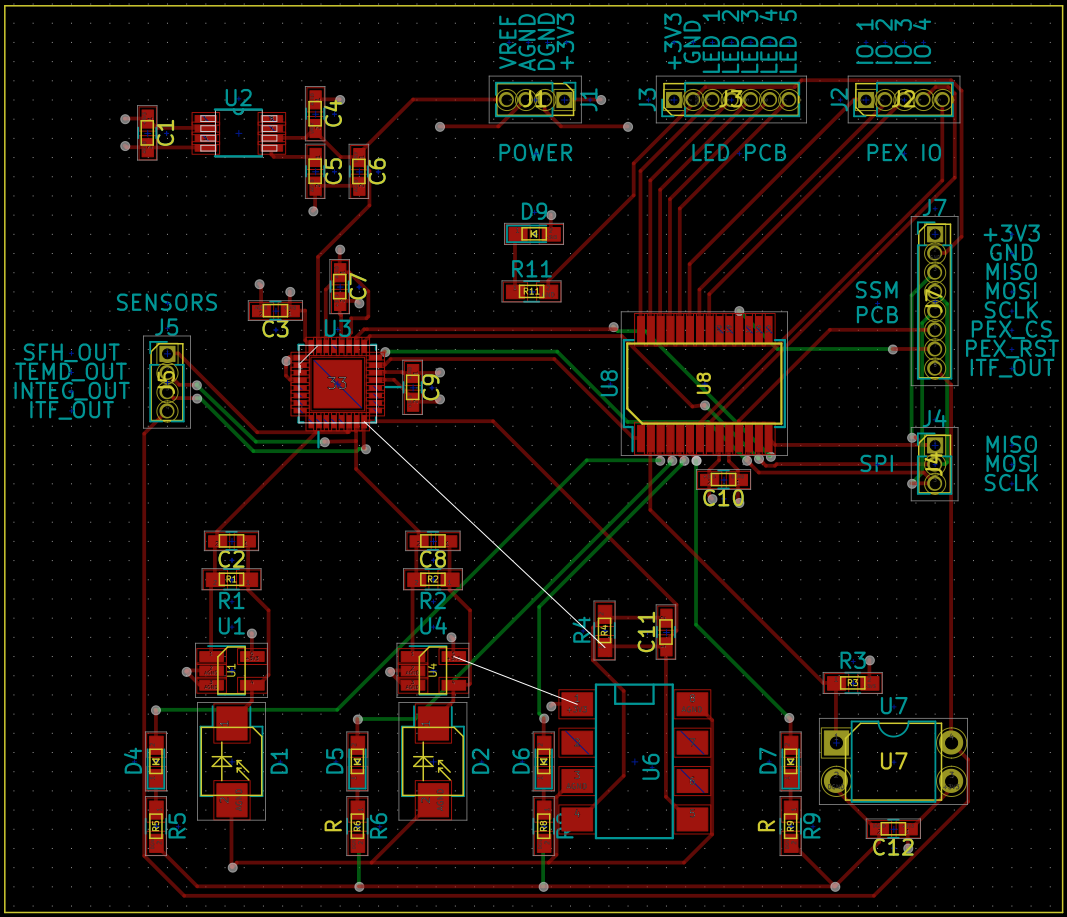 VREF
AGND
DGND
+3V3
+3V3
GND
LED 1
LED 2
LED 3
LED 4
LED 5
IO 1
IO 2
IO 3
IO 4
U2
C1
C4
J1
J1
J3
J3
J2
J2
POWER
LED PCB
PEX IO
C5
C6
D9
R11
R11
J7
J7
+3V3
GND
MISO
MOSI
SCLK
PEX_CS
PEX_RST
ITF_OUT
SSM
PCB
SENSORS
C7
C3
U3
33
J5
J5
SFH_OUT
TEMD_OUT
INTEG_OUT
ITF_OUT
C9
U8
U8
J4
J4
MISO
MOSI
SCLK
SPI
C10
C2
R1
R1
U1
U1
C8
R2
R2
U4
U4
R4
R4
C11
R3
R3
U7
U7
D4
D1
D5
D2
D6
U6
D7
R5
R5
R
R6
R6
R8
R
R9
R9
C12